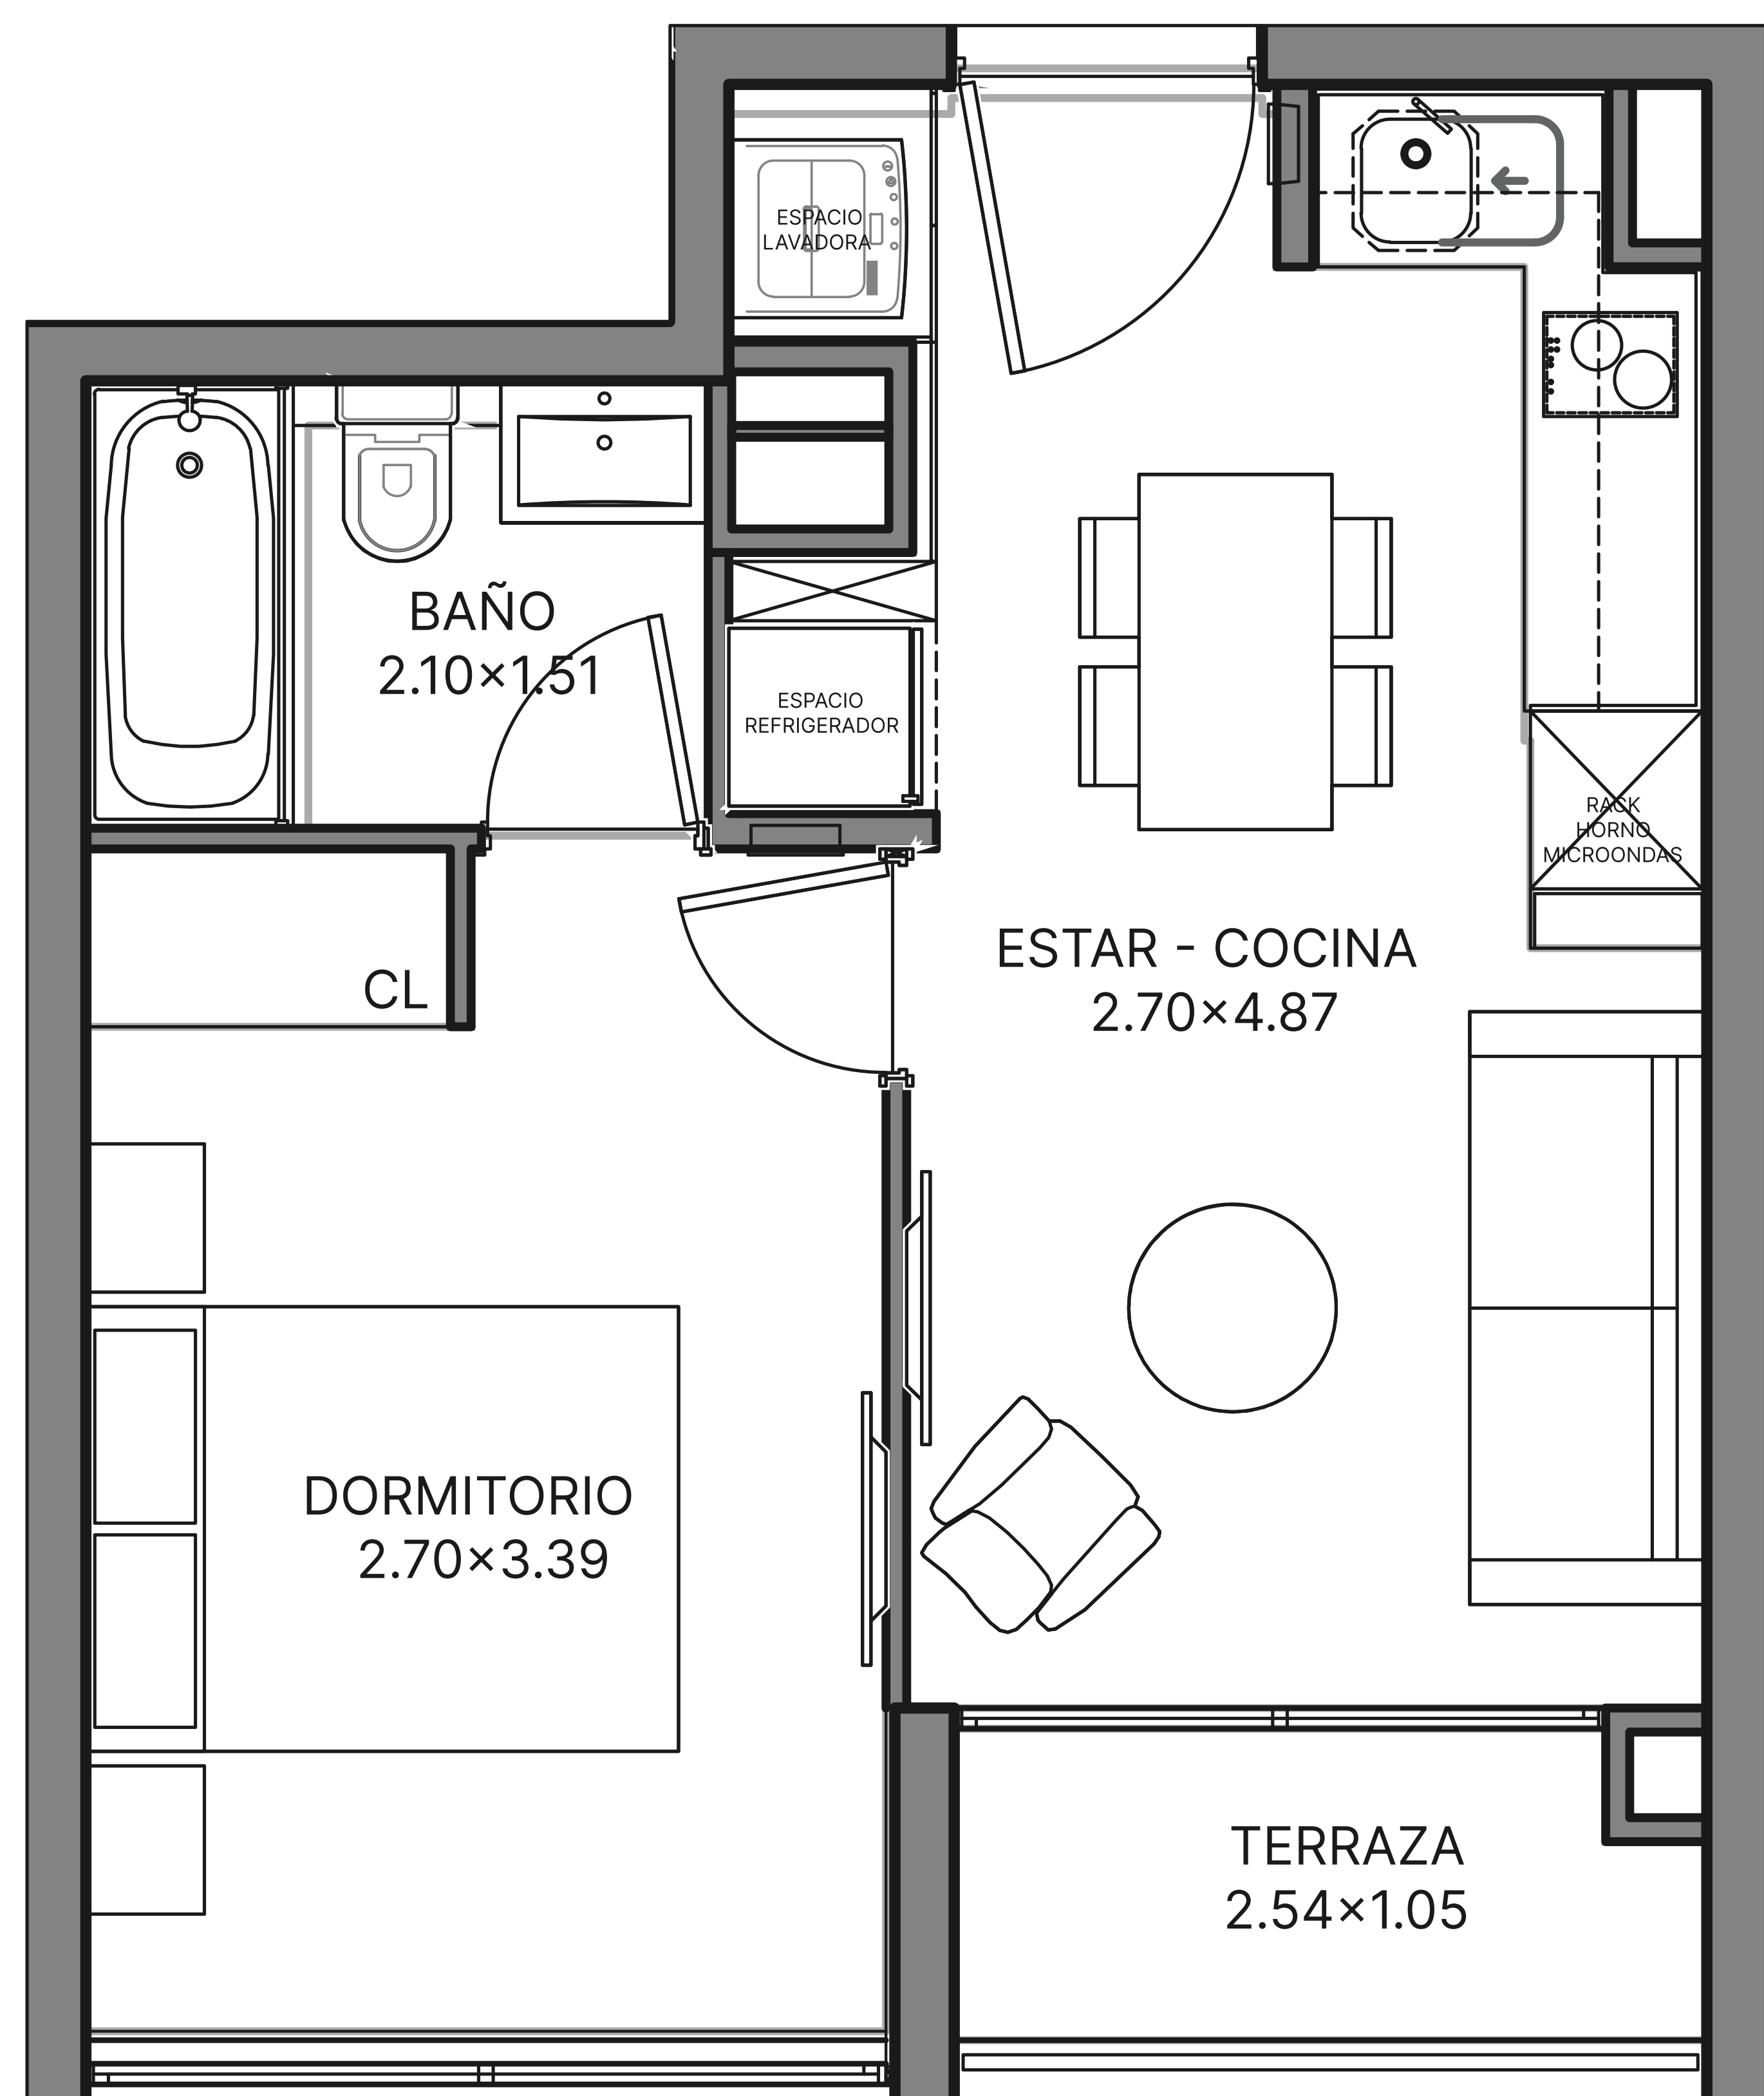 ESPACIO
LAVADORA
BAÑO
2.10×1.51
ESPACIO
REFRIGERADOR
RACK
HORNO
MICROONDAS
CL
ESTAR - COCINA
2.70×4.87
DORMITORIO
2.70×3.39
TERRAZA
2.54×1.05